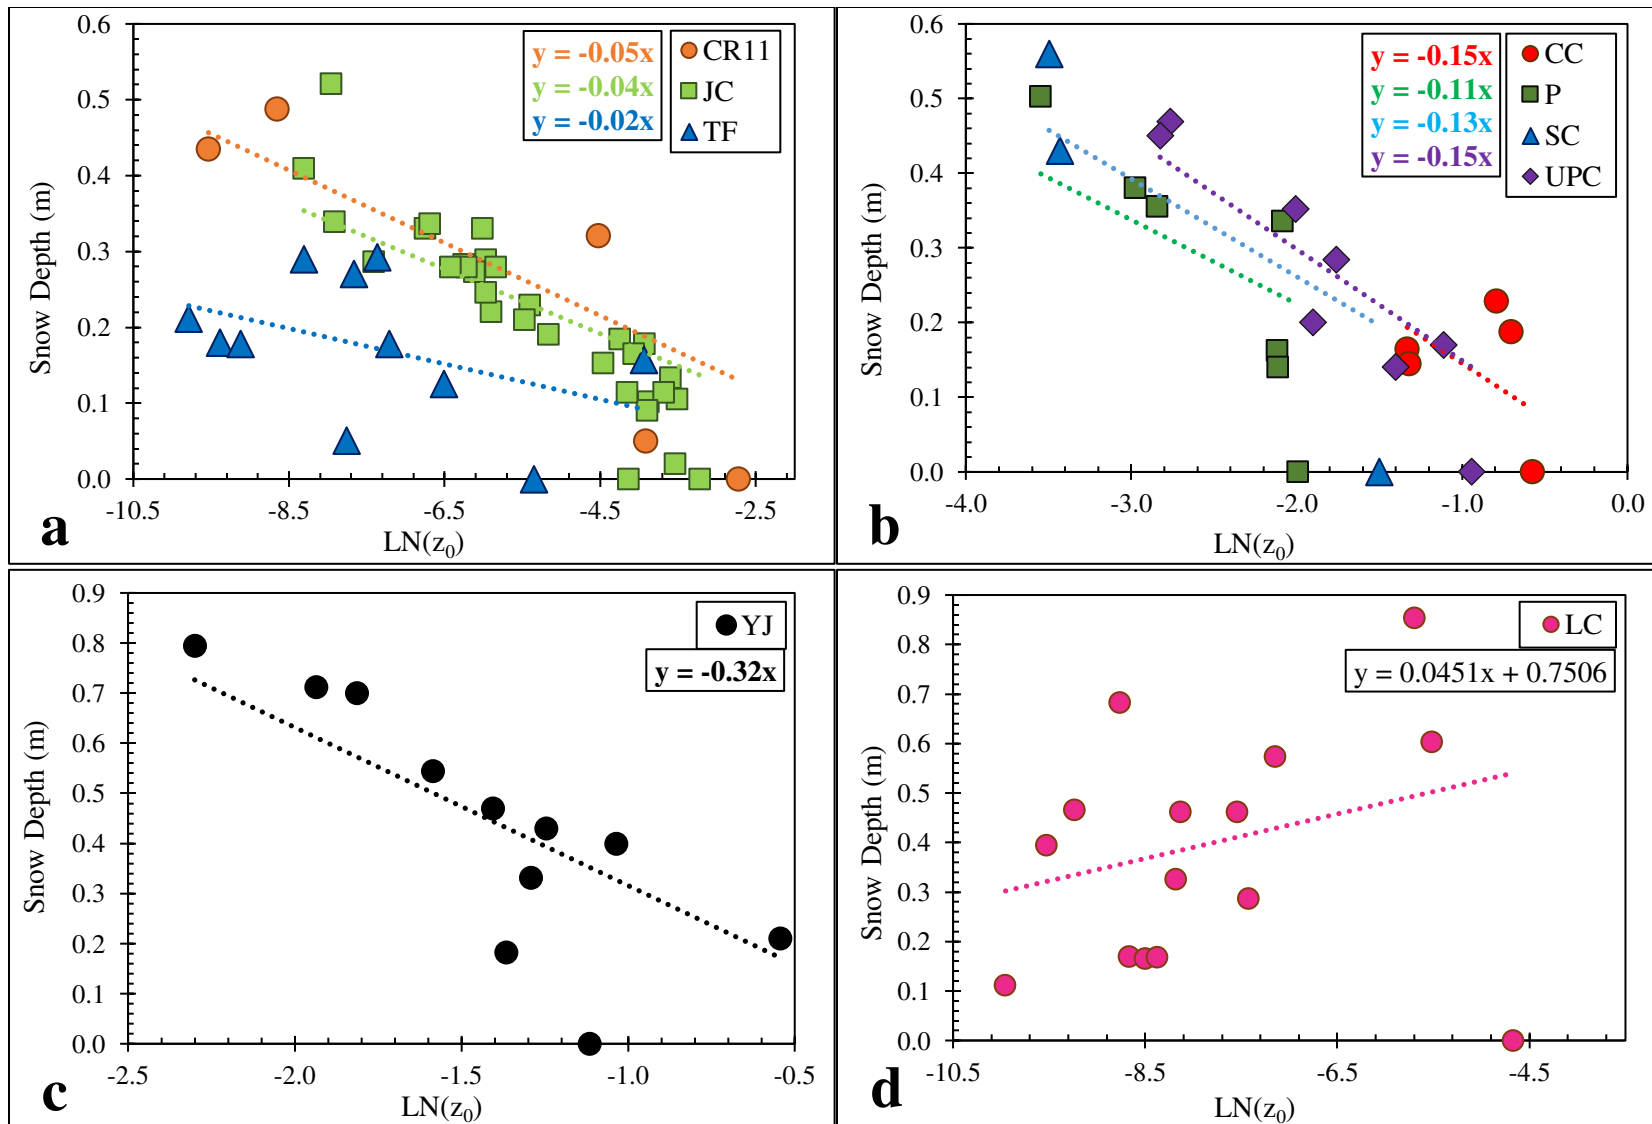 0.6
0.5
0.4
0.3
0.2
0.1
0.0
Snow Depth (m)
y = -0.05x
y = -0.04x
y = -0.02x
CR11
JC
TF
-10.5 -8.5 -6.5 -4.5 -2.5
a
LN(z0)
0.6
0.5
0.4
0.3
0.2
0.1
0.0
Snow Depth (m)
y = -0.15x
y = -0.11x
y = -0.13x
y = -0.15x
CC
P
SC
UPC
-4.0 -3.0 -2.0 -1.0 0.0
b
LN(z0)
0.9
0.8
0.7
0.6
0.5
0.4
0.3
0.2
0.1
0.0
Snow Depth (m)
YJ
y = -0.32x
-2.5 -2.0 -1.5 -1.0 -0.5
c
LN(z0)
0.9
0.8
0.7
0.6
0.5
0.4
0.3
0.2
0.1
0.0
Snow Depth (m)
LC
y = 0.0451x + 0.7506
-10.5 -8.5 -6.5 -4.5
d
LN(z0)